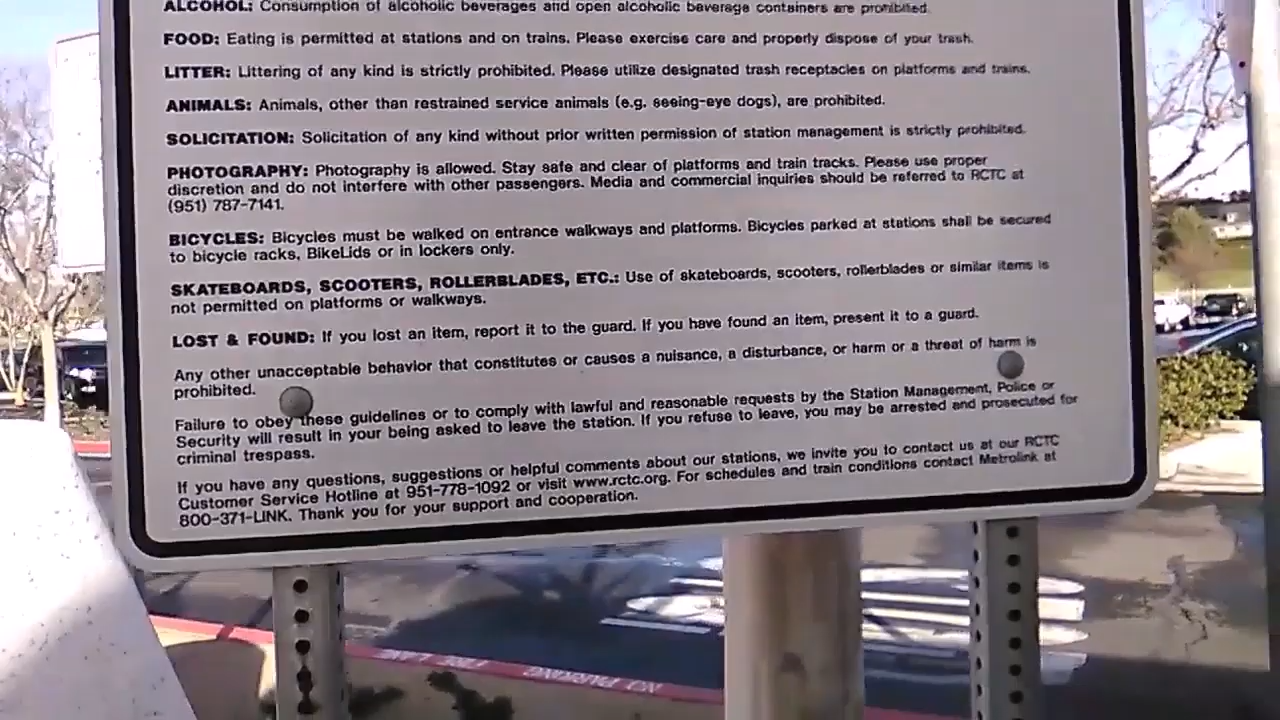 ALCOHOL: Consumption of alcoholic beverages and open alcoholic beverage containers are prohibited.
FOOD: Eating is permitted at stations and on trains. Please exercise care and properly dispose of your trash.
LITTER: Littering of any kind is strictly prohibited. Please utilize designated trash receptacles on platforms and trains.
ANIMALS: Animals, other than restrained service animals (e.g. seeing-eye dogs), are prohibited.
SOLICITATION: Solicitation of any kind without prior written permission of station management is strictly prohibited.
PHOTOGRAPHY: Photography is allowed. Stay safe and clear of platforms and train tracks. Please use proper
discretion and do not interfere with other passengers. Media and commercial inquiries should be referred to RCTC at
(951) 787-7141.
BICYCLES: Bicycles must be walked on entrance walkways and platforms. Bicycles parked at stations shall be secured
to bicycle racks, BikeLids or in lockers only.
SKATEBOARDS, SCOOTERS, ROLLERBLADES, ETC.: Use of skateboards, scooters, rollerblades or similar items is
not permitted on platforms or walkways.
LOST & FOUND: If you lost an item, report it to the guard. If you have found an item, present it to a guard.
Any other unacceptable behavior that constitutes or causes a nuisance, a disturbance, or harm or a threat of harm is
prohibited.
Failure to obey these guidelines or to comply with lawful and reasonable requests by the Station Management, Police or
Security will result in your being asked to leave the station. If you refuse to leave, you may be arrested and prosecuted for
criminal trespass.
If you have any questions, suggestions or helpful comments about our stations, we invite you to contact us at our RCTC
Customer Service Hotline at 951-778-1092 or visit www.rctc.org. For schedules and train conditions contact Metrolink at
800-371-LINK. Thank you for your support and cooperation.
NO PARKING